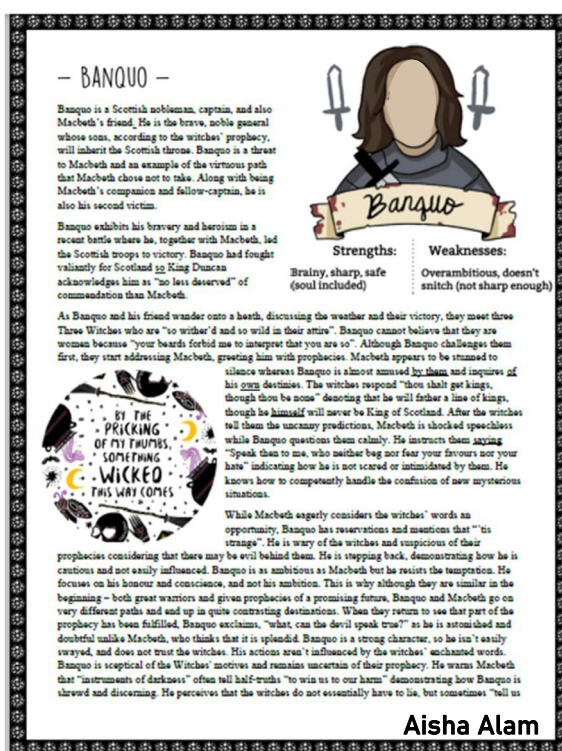 – BANQUO –
Banquo is a Scottish nobleman, captain, and also
Macbeth's friend. He is the brave, noble general
whose sons, according to the witches' prophecy,
will inherit the Scottish throne. Banquo is a threat
to Macbeth and an example of the virtuous path
that Macbeth chose not to take. Along with being
Macbeth's companion and fellow-captain, he is
also his second victim.
Banquo exhibits his bravery and heroism in a
recent battle where he, together with Macbeth, led
the Scottish troops to victory. Banquo had fought
valiantly for Scotland so King Duncan
acknowledges him as "no less deserved" of
commendation than Macbeth.
Banquo
Strengths:
Brainy, sharp, safe
(soul included)
Weaknesses:
Overambitious, doesn't
snitch (not sharp enough)
As Banquo and his friend wander onto a heath, discussing the weather and their victory, they meet three
Three Witches who are "so wither'd and so wild in their attire". Banquo cannot believe that they are
women because "your beards forbid me to interpret that you are so". Although Banquo challenges them
first, they start addressing Macbeth, greeting him with prophecies. Macbeth appears to be stunned to
silence whereas Banquo is almost amused by them and inquires of
his own destinies. The witches respond "thou shalt get kings,
though thou be none" denoting that he will father a line of kings,
though he himself will never be King of Scotland. After the witches
tell them the uncanny predictions, Macbeth is shocked speechless
while Banquo questions them calmly. He instructs them saying
"Speak then to me, who neither beg nor fear your favours nor your
hate" indicating how he is not scared or intimidated by them. He
knows how to competently handle the confusion of new mysterious
situations.
BY THE
PRICKING
OF MY THUMBS,
SOMETHING
WICKED
THIS WAY COMES
While Macbeth eagerly considers the witches' words an
opportunity, Banquo has reservations and mentions that "'tis
strange". He is wary of the witches and suspicious of their
prophecies considering that there may be evil behind them. He is stepping back, demonstrating how he is
cautious and not easily influenced. Banquo is as ambitious as Macbeth but he resists the temptation. He
focuses on his honour and conscience, and not his ambition. This is why although they are similar in the
beginning – both great warriors and given prophecies of a promising future, Banquo and Macbeth go on
very different paths and end up in quite contrasting destinations. When they return to see that part of the
prophecy has been fulfilled, Banquo exclaims, "what, can the devil speak true?" as he is astonished and
doubtful unlike Macbeth, who thinks that it is splendid. Banquo is a strong character, so he isn't easily
swayed, and does not trust the witches. His actions aren't influenced by the witches' enchanted words.
Banquo is sceptical of the Witches' motives and remains uncertain of their prophecy. He warns Macbeth
that "instruments of darkness" often tell half-truths "to win us to our harm" demonstrating how Banquo is
shrewd and discerning. He perceives that the witches do not essentially have to lie, but sometimes "tell us
Aisha Alam